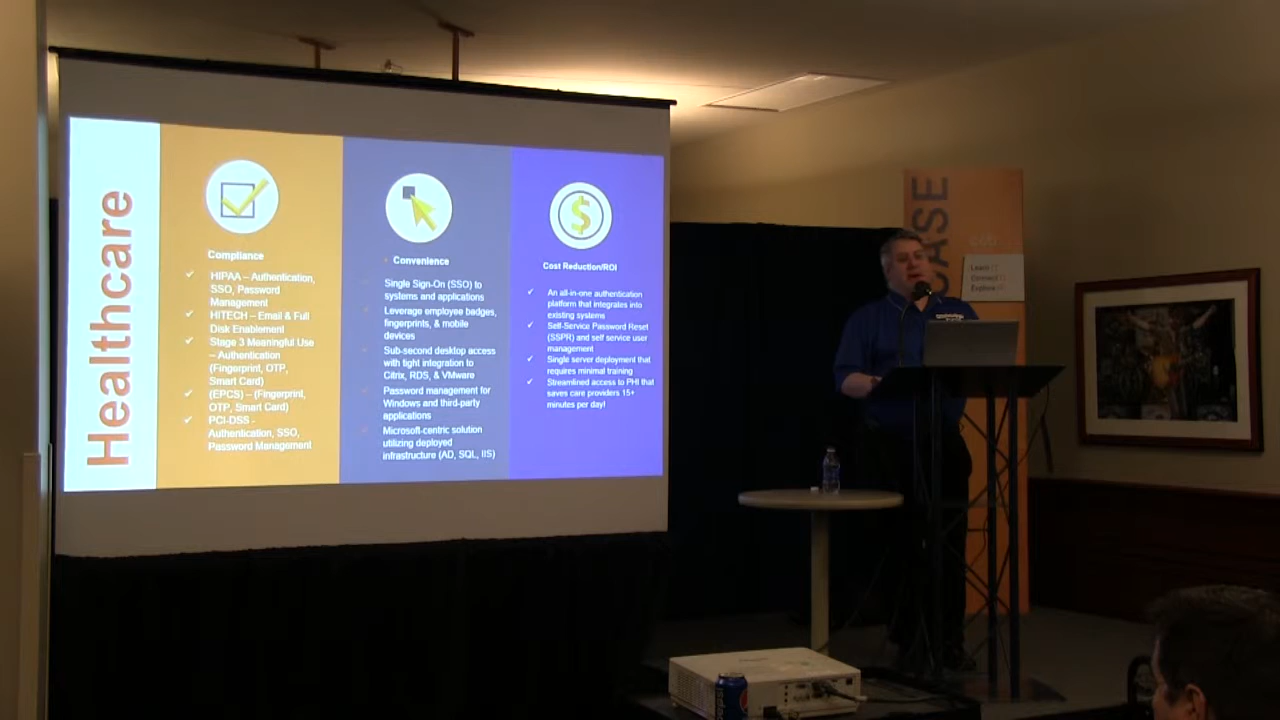 Healthcare
Compliance
HIPAA – Authentication,
SSO, Password
Management
HITECH – Email & Full
Disk Enablement
Stage 3 Meaningful Use
– Authentication
(Fingerprint, OTP,
Smart Card)
(EPCS) – (Fingerprint,
OTP, Smart Card)
PCI-DSS -
Authentication, SSO,
Password Management
Convenience
Single Sign-On (SSO) to
systems and applications
Leverage employee badges,
fingerprints, & mobile
devices
Sub-second desktop access
with tight integration to
Citrix, RDS, & VMware
Password management for
Windows and third-party
applications
Microsoft-centric solution
utilizing deployed
infrastructure (AD, SQL, IIS)
Cost Reduction/ROI
An all-in-one authentication
platform that integrates into
existing systems
Self-Service Password Reset
(SSPR) and self service user
management
Single server deployment that
requires minimal training
Streamlined access to PHI that
saves care providers 15+
minutes per day!
CASE
Learn
Connect
Explore
pepsi